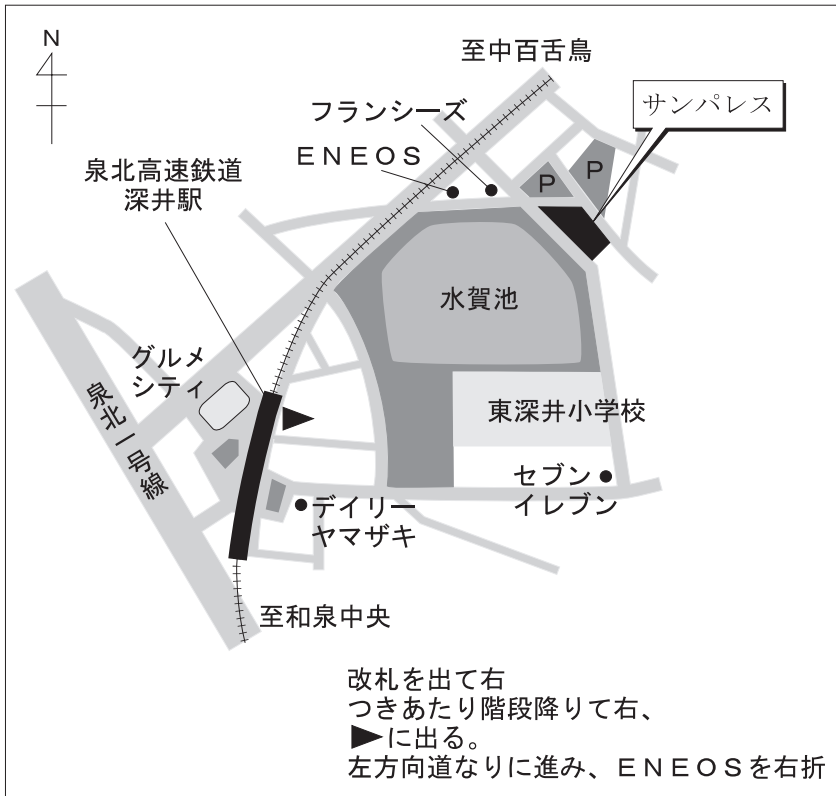 N
至中百舌鳥
サンパレス
フランシーズ
ENEOS
泉北高速鉄道
深井駅
P
P
水賀池
グルメ
シティ
泉北一号線
東深井小学校
セブン
イレブン
デイリー
ヤマザキ
至和泉中央
改札を出て右
つきあたり階段降りて右、
▶に出る。
左方向道なりに進み、ENEOSを右折